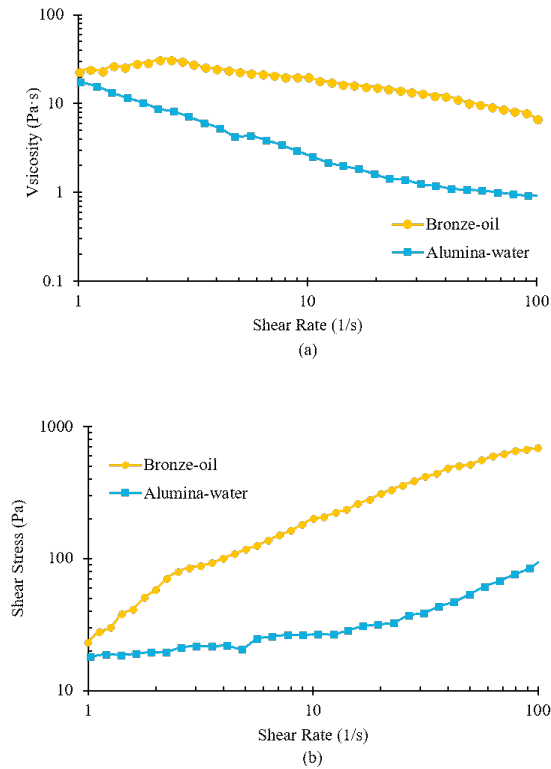 100
10
1
0.1
Vsicosity (Pa·s)
Bronze-oil
Alumina-water
1 10 100
Shear Rate (1/s)
(a)
1000
100
10
Shear Stress (Pa)
Bronze-oil
Alumina-water
1 10 100
Shear Rate (1/s)
(b)